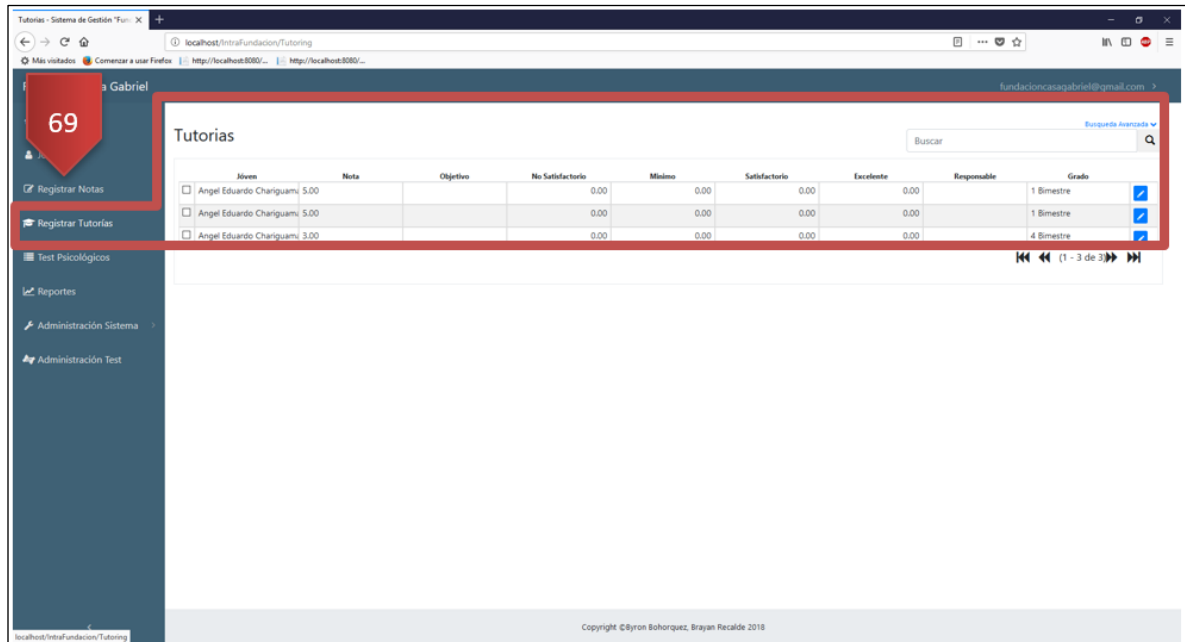 Tutorias - Sistema de Gestión "Fun
localhost/IntraFundacion/Tutoring
Más visitados Comenzar a usar Firefox http://localhost:8080/... http://localhost:8080/...
a Gabriel fundacioncasagabriel@gmail.com
69
Busqueda Avanzada
Tutorias Buscar
Registrar Notas
Registrar Tutorías
Test Psicológicos
Reportes
Administración Sistema
Administración Test
Jóven Nota Objetivo No Satisfactorio Minimo Satisfactorio Excelente Responsable Grado
Angel Eduardo Chariguam 5.00 0.00 0.00 0.00 0.00 1 Bimestre
Angel Eduardo Chariguam 5.00 0.00 0.00 0.00 0.00 1 Bimestre
Angel Eduardo Chariguam 3.00 0.00 0.00 0.00 0.00 4 Bimestre
(1 - 3 de 3)
Copyright ©Byron Bohorquez, Brayan Recalde 2018
localhost/IntraFundacion/Tutoring